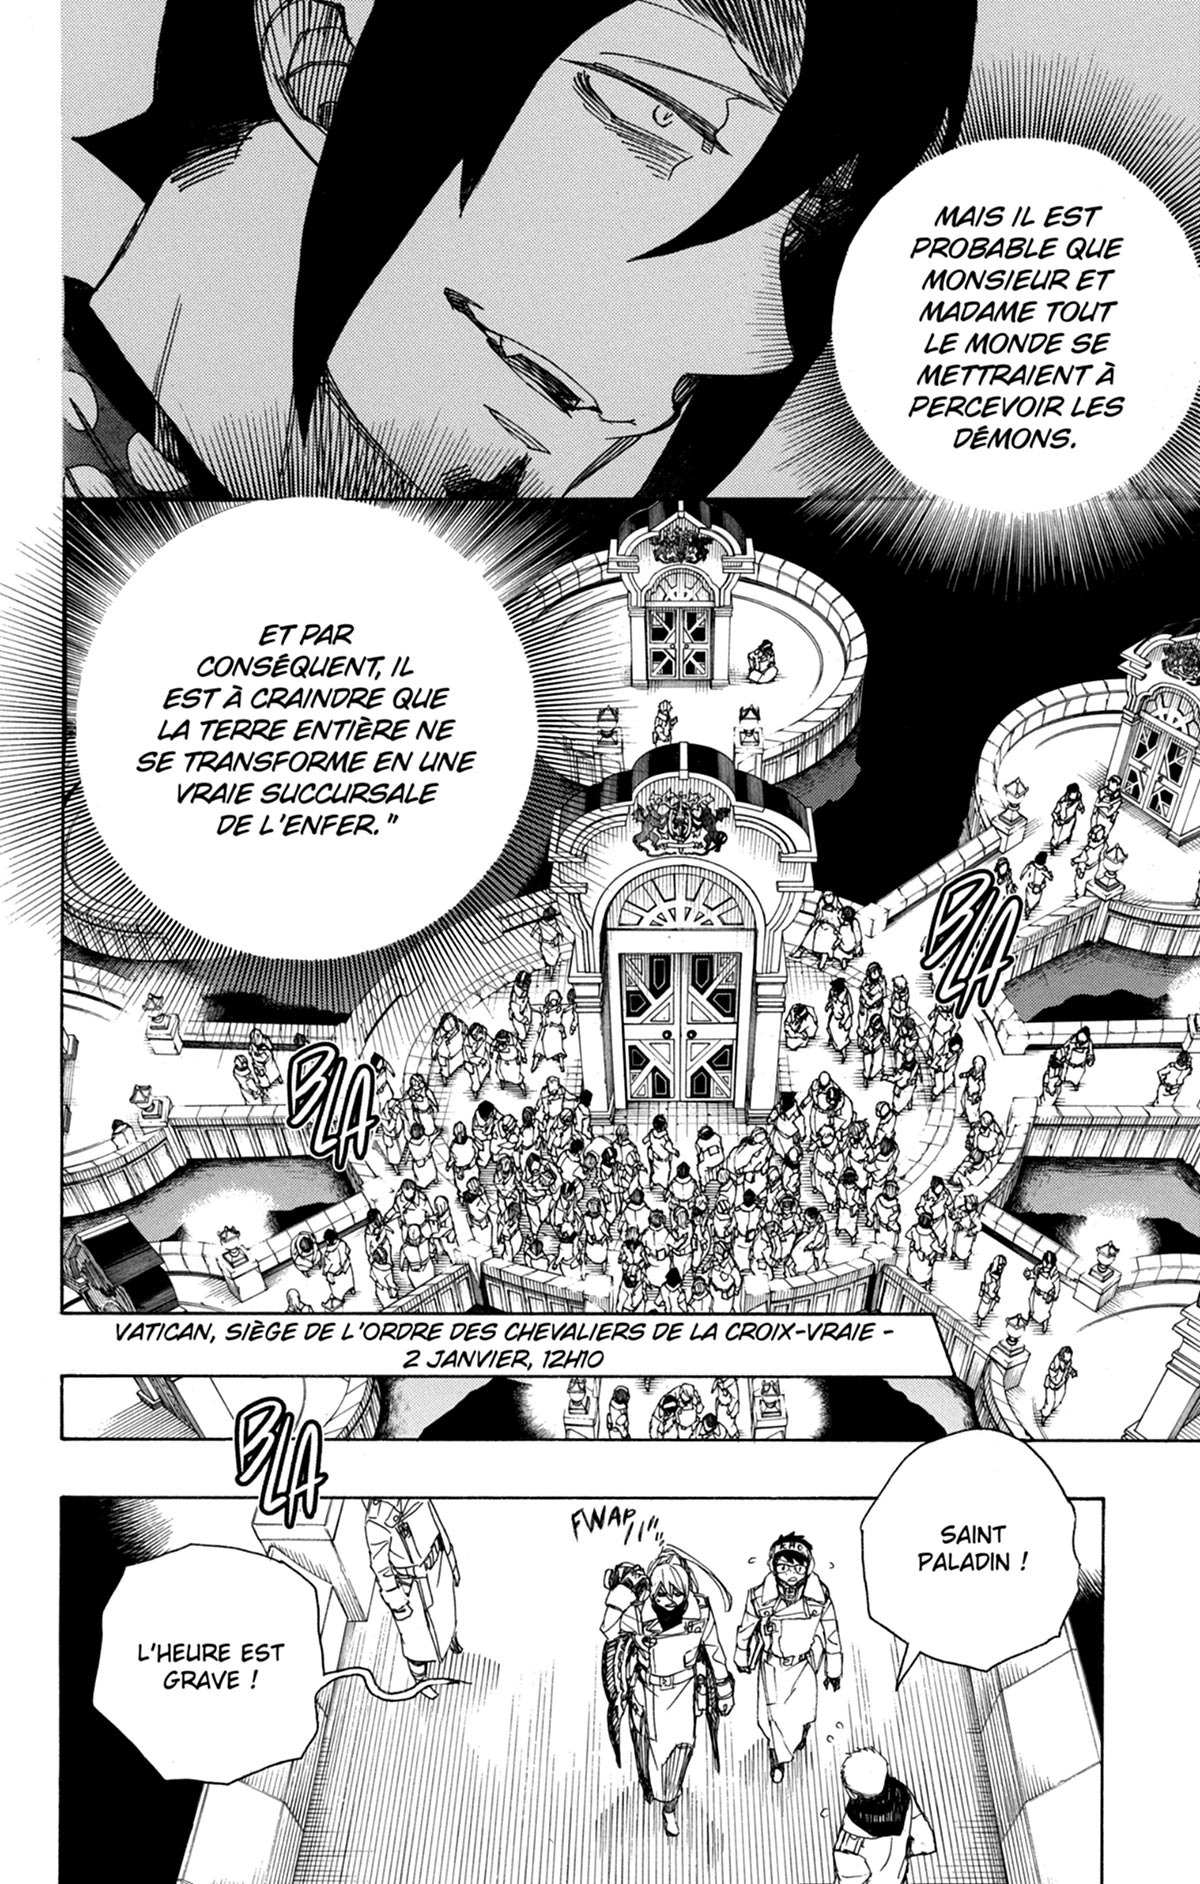 MAIS IL EST
PROBABLE QUE
MONSIEUR ET
MADAME TOUT
LE MONDE SE
METTRAIENT À
PERCEVOIR LES
DÉMONS.
ET PAR
CONSÉQUENT, IL
EST À CRAINDRE QUE
LA TERRE ENTIÈRE NE
SE TRANSFORME EN UNE
VRAIE SUCCURSALE
DE L'ENFER."
BLA
BLA
VATICAN, SIÈGE DE L'ORDRE DES CHEVALIERS DE LA CROIX-VRAIE -
2 JANVIER, 12H10
BLA
FWAP
SAINT
PALADIN !
L'HEURE EST
GRAVE !